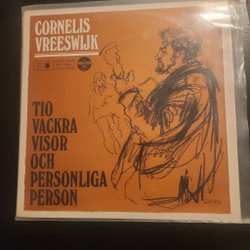 CORNELIS
VREESWIJK
TIO
VACKRA
VISOR
OCH
PERSONLIGA
PERSON